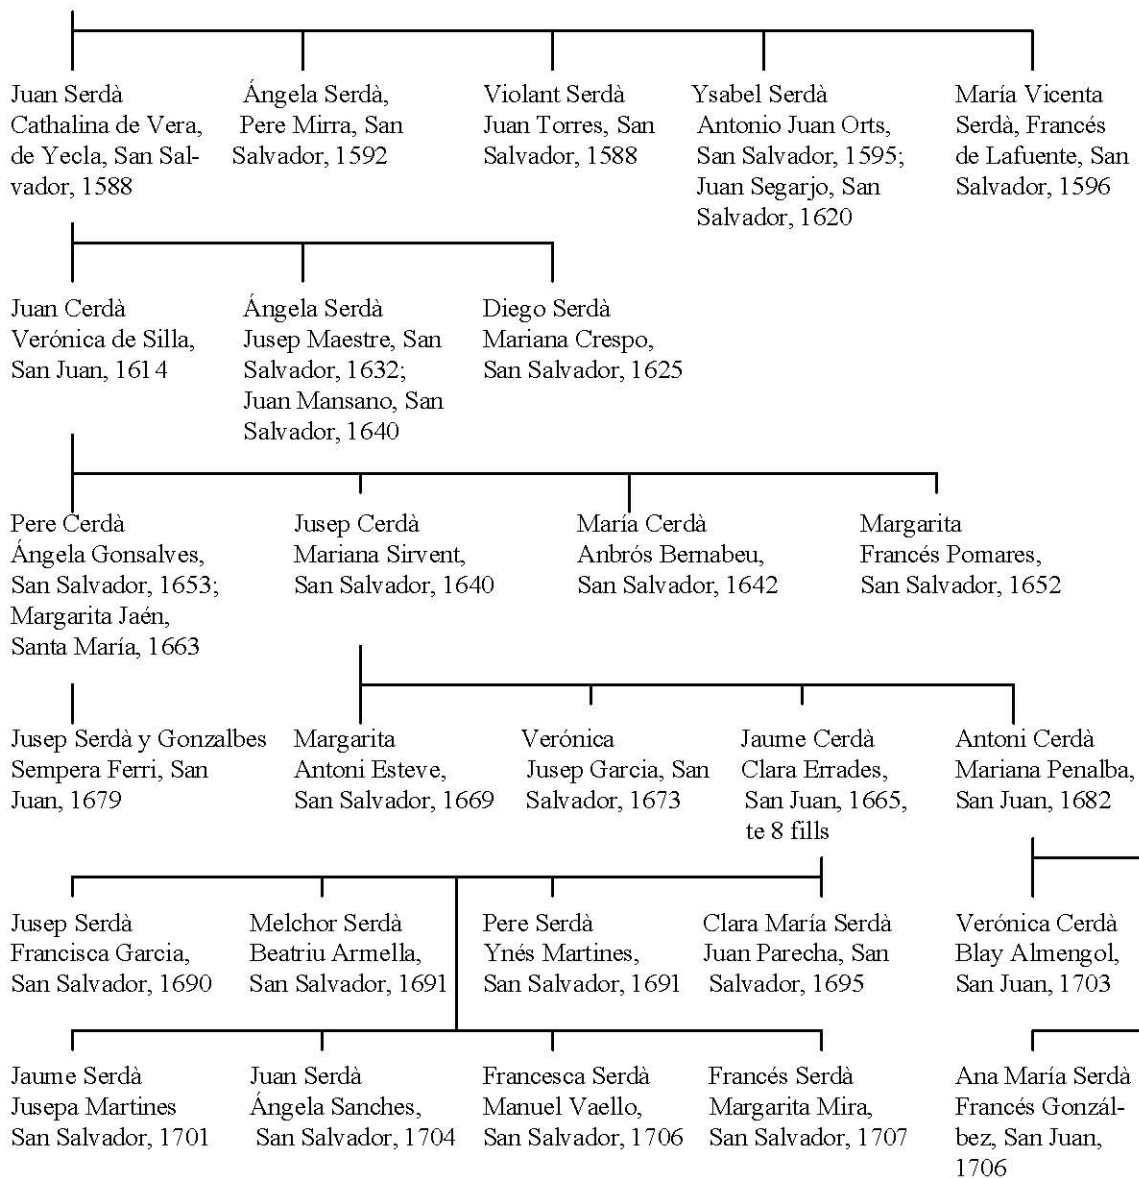 Juan Serdà
Cathalina de Vera,
de Yecla, San Sal-
vador, 1588
Ángela Serdà,
Pere Mirra, San
Salvador, 1592
Violant Serdà
Juan Torres, San
Salvador, 1588
Ysabel Serdà
Antonio Juan Orts,
San Salvador, 1595;
Juan Segarjo, San
Salvador, 1620
María Vicenta
Serdà, Francés
de Lafuente, San
Salvador, 1596
Juan Cerdà
Verónica de Silla,
San Juan, 1614
Ángela Serdà
Jusep Maestre, San
Salvador, 1632;
Juan Mansano, San
Salvador, 1640
Diego Serdà
Mariana Crespo,
San Salvador, 1625
Pere Cerdà
Ángela Gonsalves,
San Salvador, 1653;
Margarita Jaén,
Santa María, 1663
Jusep Cerdà
Mariana Sirvent,
San Salvador, 1640
María Cerdà
Anbrós Bernabeu,
San Salvador, 1642
Margarita
Francés Pomares,
San Salvador, 1652
Jusep Serdà y Gonzalbes
Sempera Ferri, San
Juan, 1679
Margarita
Antoni Esteve,
San Salvador, 1669
Verónica
Jusep Garcia, San
Salvador, 1673
Jaume Cerdà
Clara Errades,
San Juan, 1665,
te 8 fills
Antoni Cerdà
Mariana Penalba,
San Juan, 1682
Jusep Serdà
Francisca Garcia,
San Salvador, 1690
Melchor Serdà
Beatriu Armella,
San Salvador, 1691
Pere Serdà
Ynés Martines,
San Salvador, 1691
Clara María Serdà
Juan Parecha, San
Salvador, 1695
Verónica Cerdà
Blay Almengol,
San Juan, 1703
Jaume Serdà
Jusepa Martines
San Salvador, 1701
Juan Serdà
Ángela Sanches,
San Salvador, 1704
Francesca Serdà
Manuel Vaello,
San Salvador, 1706
Francés Serdà
Margarita Mira,
San Salvador, 1707
Ana María Serdà
Francés Gonzál-
bez, San Juan,
1706